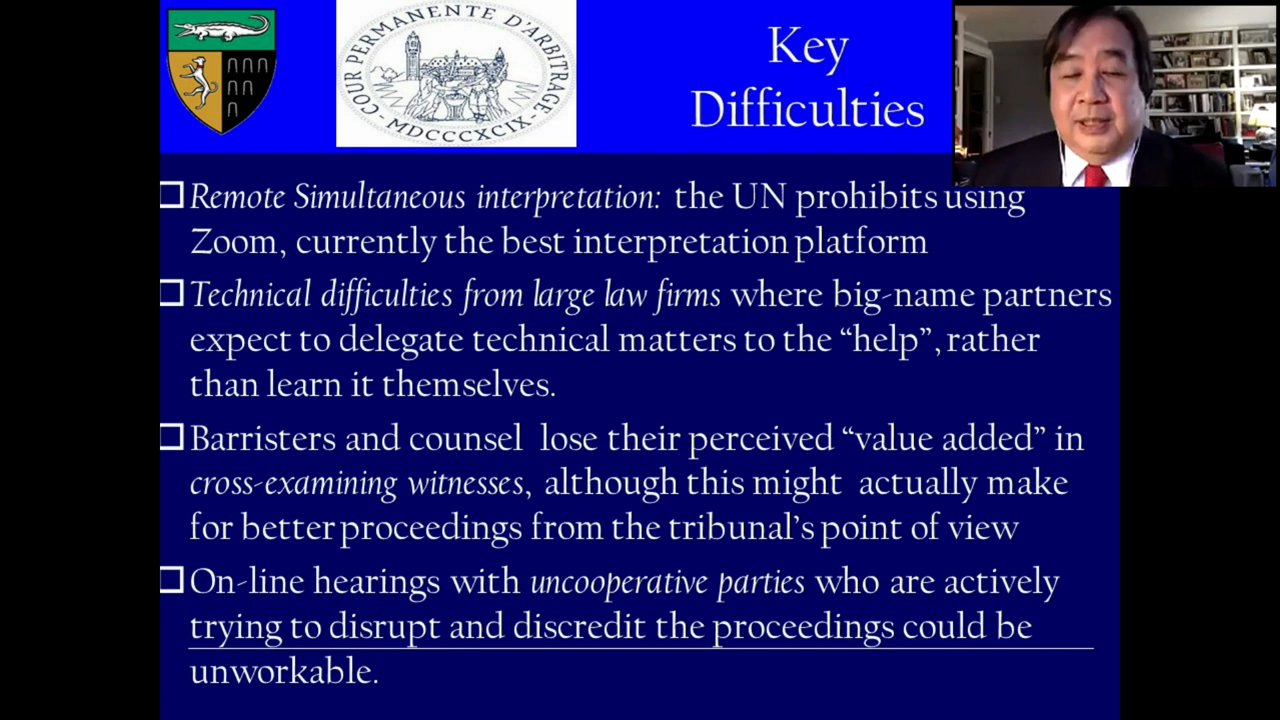 COUR PERMANENTE D'ARBITRAGE
MDCCCXCIX
Key
Difficulties
Remote Simultaneous interpretation: the UN prohibits using
Zoom, currently the best interpretation platform
Technical difficulties from large law firms where big-name partners
expect to delegate technical matters to the “help”, rather
than learn it themselves.
Barristers and counsel lose their perceived “value added” in
cross-examining witnesses, although this might actually make
for better proceedings from the tribunal's point of view
On-line hearings with uncooperative parties who are actively
trying to disrupt and discredit the proceedings could be
unworkable.